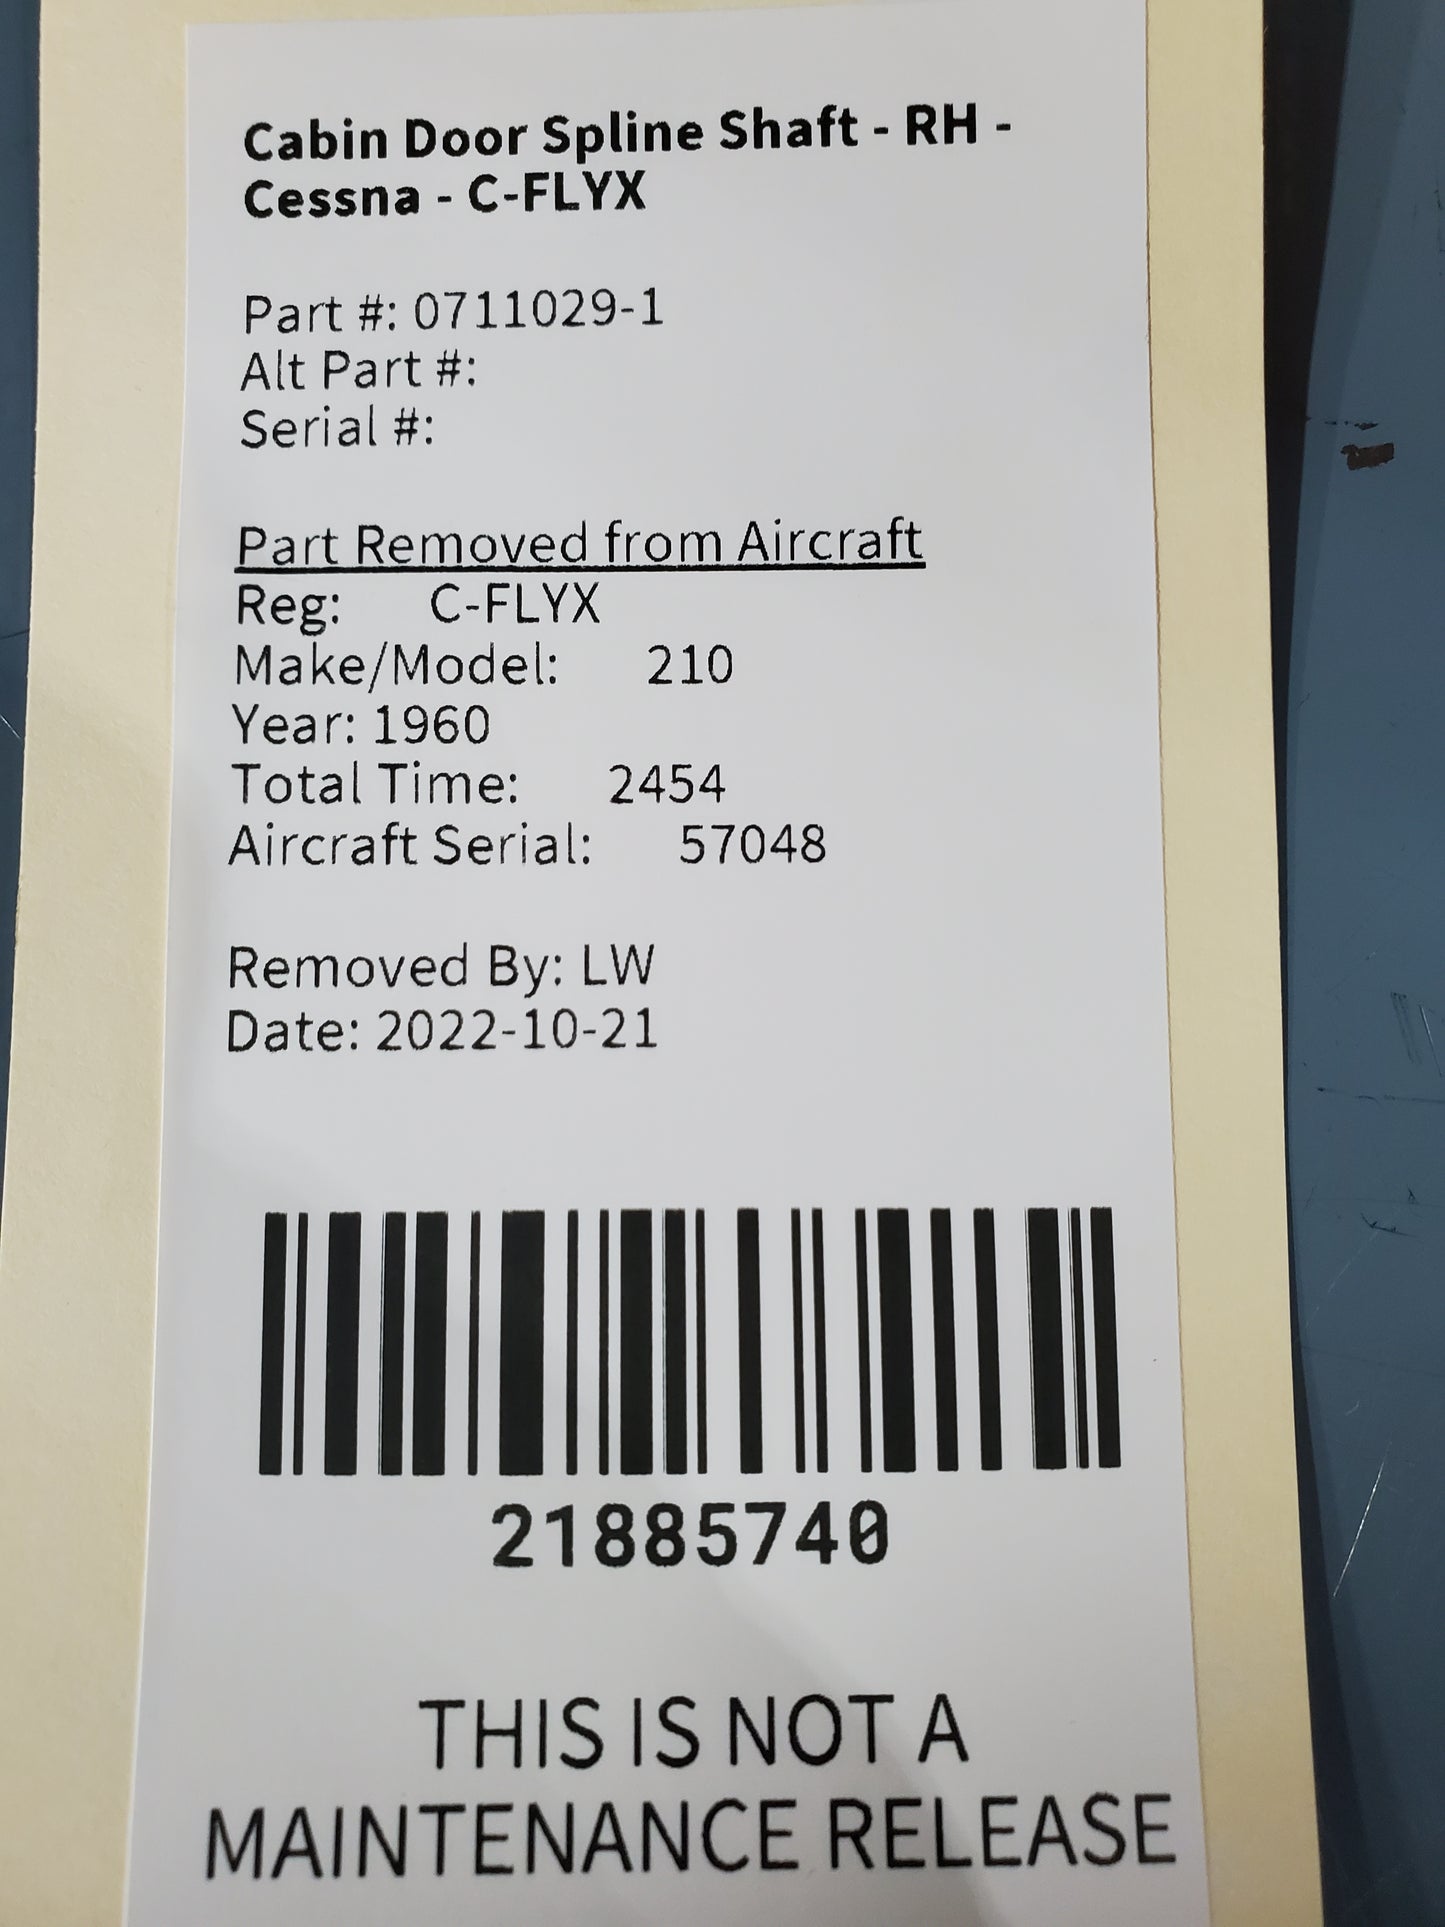 Cabin Door Spline Shaft - RH -
Cessna - C-FLYX
Part #: 0711029-1
Alt Part #:
Serial #:
Part Removed from Aircraft
Reg: C-FLYX
Make/Model: 210
Year: 1960
Total Time: 2454
Aircraft Serial: 57048
Removed By: LW
Date: 2022-10-21
21885740
THIS IS NOT A
MAINTENANCE RELEASE